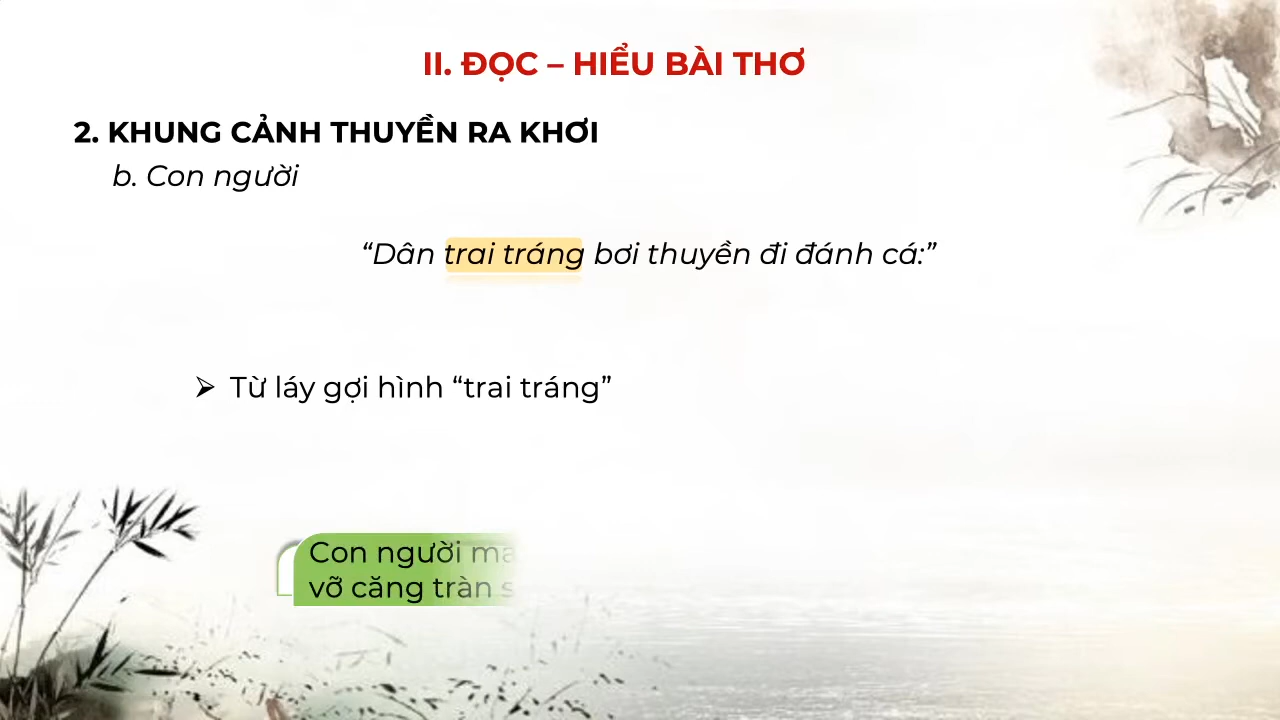 II. ĐỌC – HIỂU BÀI THƠ
2. KHUNG CẢNH THUYỀN RA KHƠI
b. Con người
“Dân trai tráng bơi thuyền đi đánh cá:”
➢ Từ láy gợi hình “trai tráng”
Con người
vỡ căng tràn